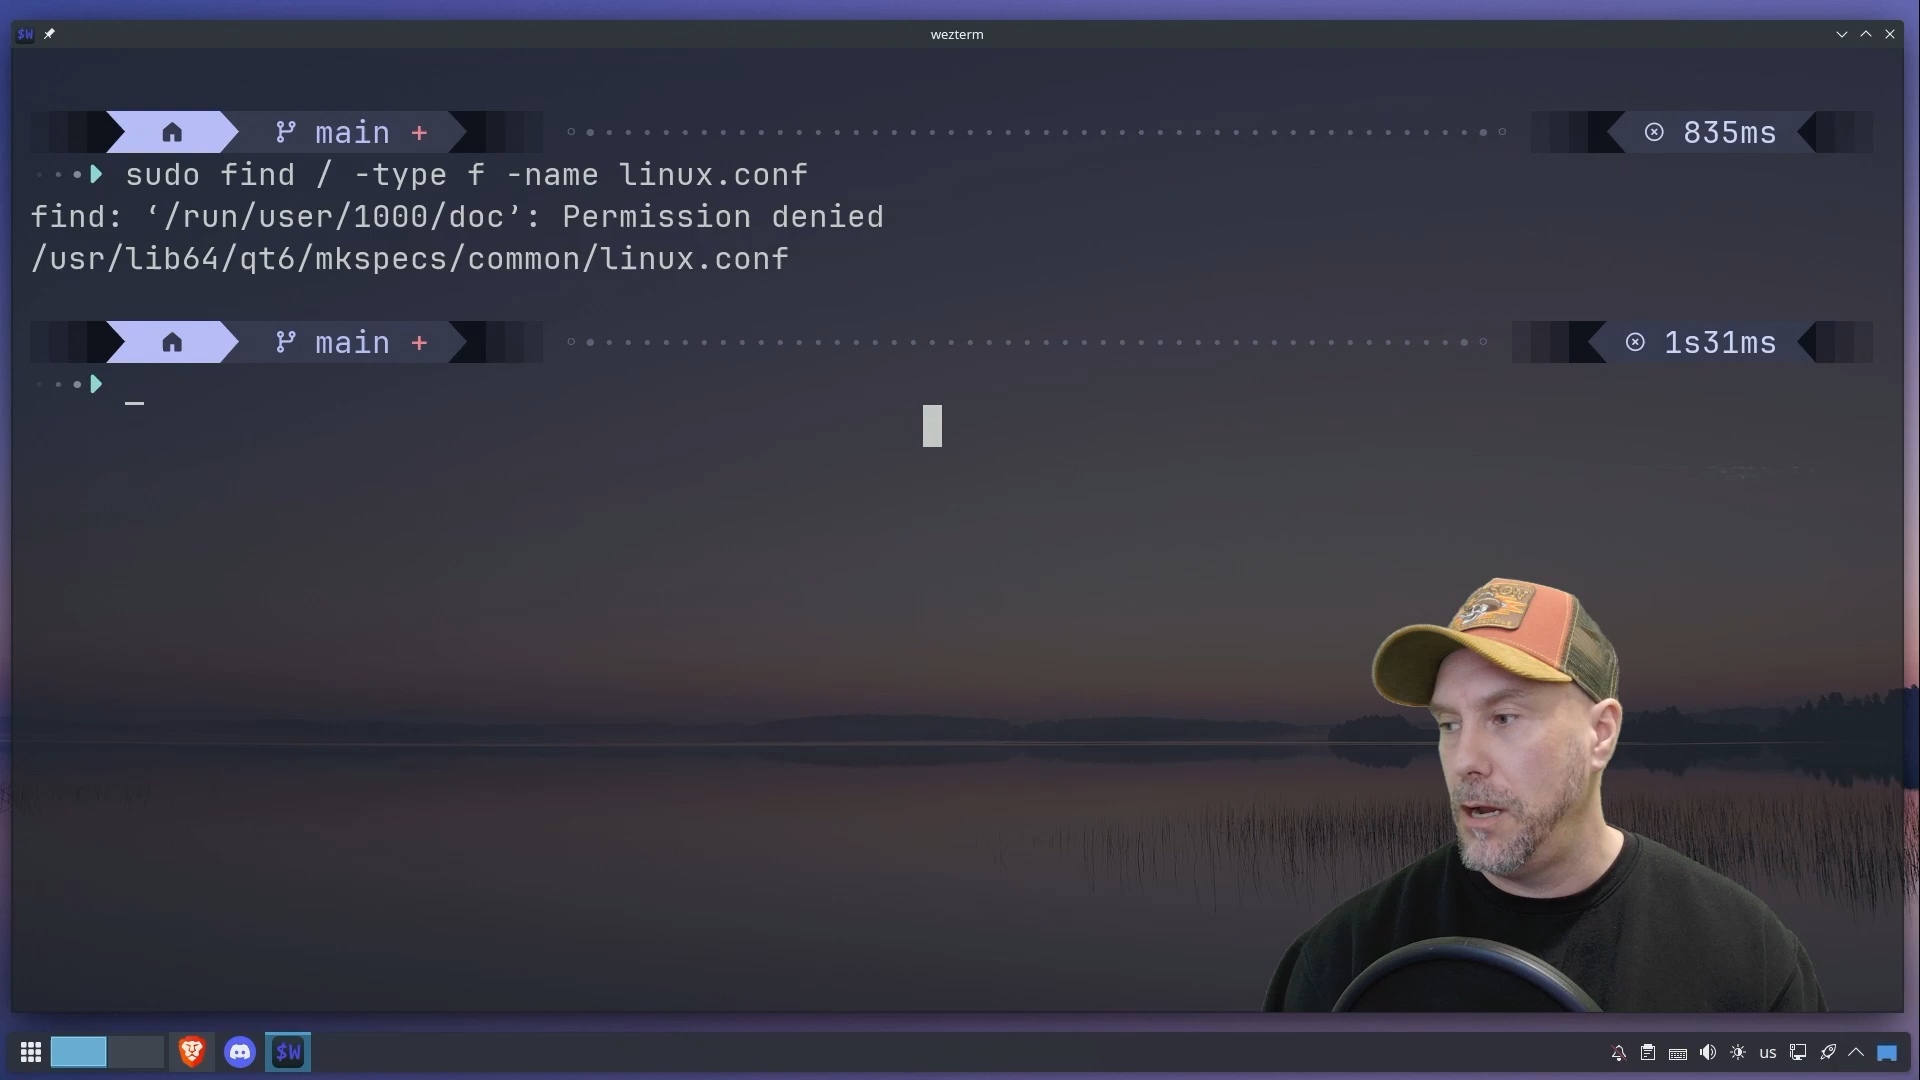 $W
wezterm
main + 835ms
sudo find / -type f -name linux.conf
find: ‘/run/user/1000/doc’: Permission denied
/usr/lib64/qt6/mkspecs/common/linux.conf
main + 1s31ms
$W
us